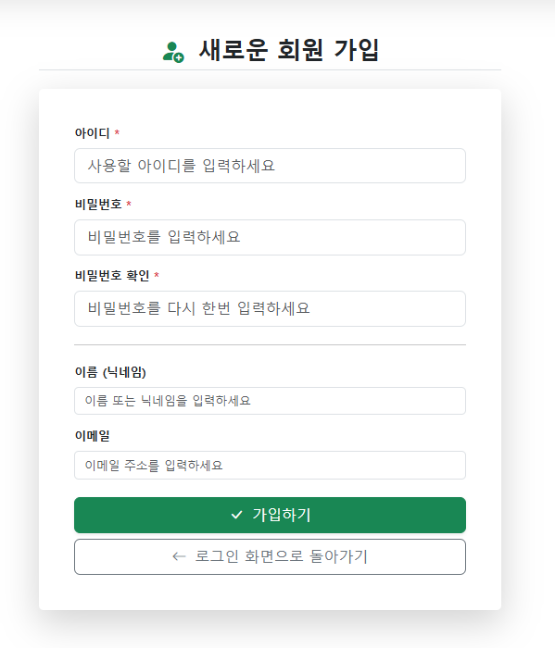 새로운 회원 가입
아이디 *
사용할 아이디를 입력하세요
비밀번호 *
비밀번호를 입력하세요
비밀번호 확인 *
비밀번호를 다시 한번 입력하세요
이름 (닉네임)
이름 또는 닉네임을 입력하세요
이메일
이메일 주소를 입력하세요
가입하기
로그인 화면으로 돌아가기